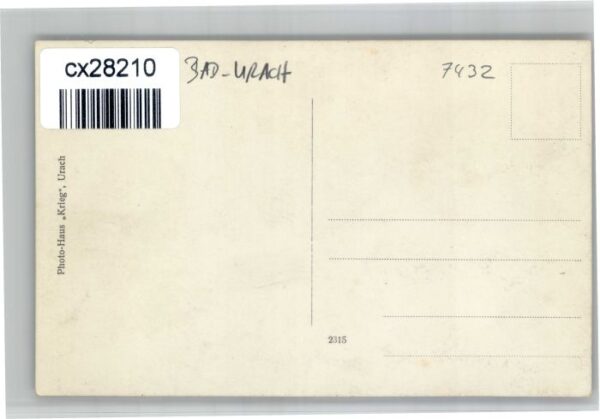 cx28210
BAD-URACH
7432
Photo-Haus „Krieg“, Urach
2315